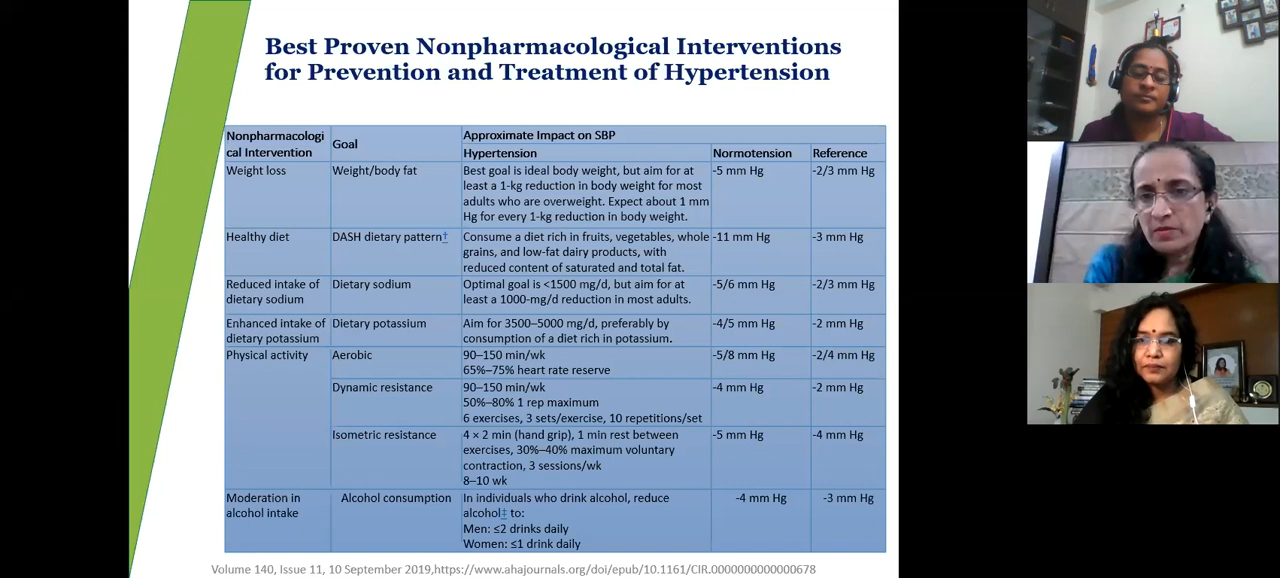 Best Proven Nonpharmacological Interventions
for Prevention and Treatment of Hypertension
Nonpharmacologi
cal Intervention
Goal
Approximate Impact on SBP
Hypertension
Normotension
Reference
Weight loss
Weight/body fat
Best goal is ideal body weight, but aim for at
least a 1-kg reduction in body weight for most
adults who are overweight. Expect about 1 mm
Hg for every 1-kg reduction in body weight.
-5 mm Hg
-2/3 mm Hg
Healthy diet
DASH dietary pattern†
Consume a diet rich in fruits, vegetables, whole
grains, and low-fat dairy products, with
reduced content of saturated and total fat.
-11 mm Hg
-3 mm Hg
Reduced intake of
dietary sodium
Dietary sodium
Optimal goal is <1500 mg/d, but aim for at
least a 1000-mg/d reduction in most adults.
-5/6 mm Hg
-2/3 mm Hg
Enhanced intake of
dietary potassium
Dietary potassium
Aim for 3500–5000 mg/d, preferably by
consumption of a diet rich in potassium.
-4/5 mm Hg
-2 mm Hg
Physical activity
Aerobic
90–150 min/wk
65%–75% heart rate reserve
-5/8 mm Hg
-2/4 mm Hg
Dynamic resistance
90–150 min/wk
50%–80% 1 rep maximum
6 exercises, 3 sets/exercise, 10 repetitions/set
-4 mm Hg
-2 mm Hg
Isometric resistance
4 × 2 min (hand grip), 1 min rest between
exercises, 30%–40% maximum voluntary
contraction, 3 sessions/wk
8–10 wk
-5 mm Hg
-4 mm Hg
Moderation in
alcohol intake
Alcohol consumption
In individuals who drink alcohol, reduce
alcohol‡ to:
Men: ≤2 drinks daily
Women: ≤1 drink daily
-4 mm Hg
-3 mm Hg
Volume 140, Issue 11, 10 September 2019,https://www.ahajournals.org/doi/epub/10.1161/CIR.0000000000000678